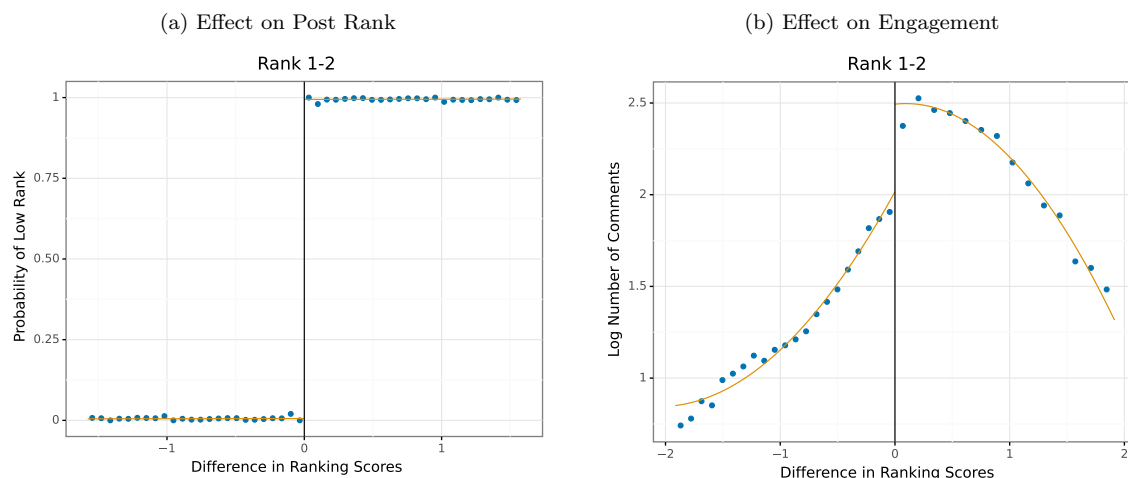 (a) Effect on Post Rank
Rank 1-2
Probability of Low Rank
1
0.75
0.50
0.25
0
−1
0
1
Difference in Ranking Scores
(b) Effect on Engagement
Rank 1-2
Log Number of Comments
2.5
2
1.5
1
−2
−1
0
1
2
Difference in Ranking Scores